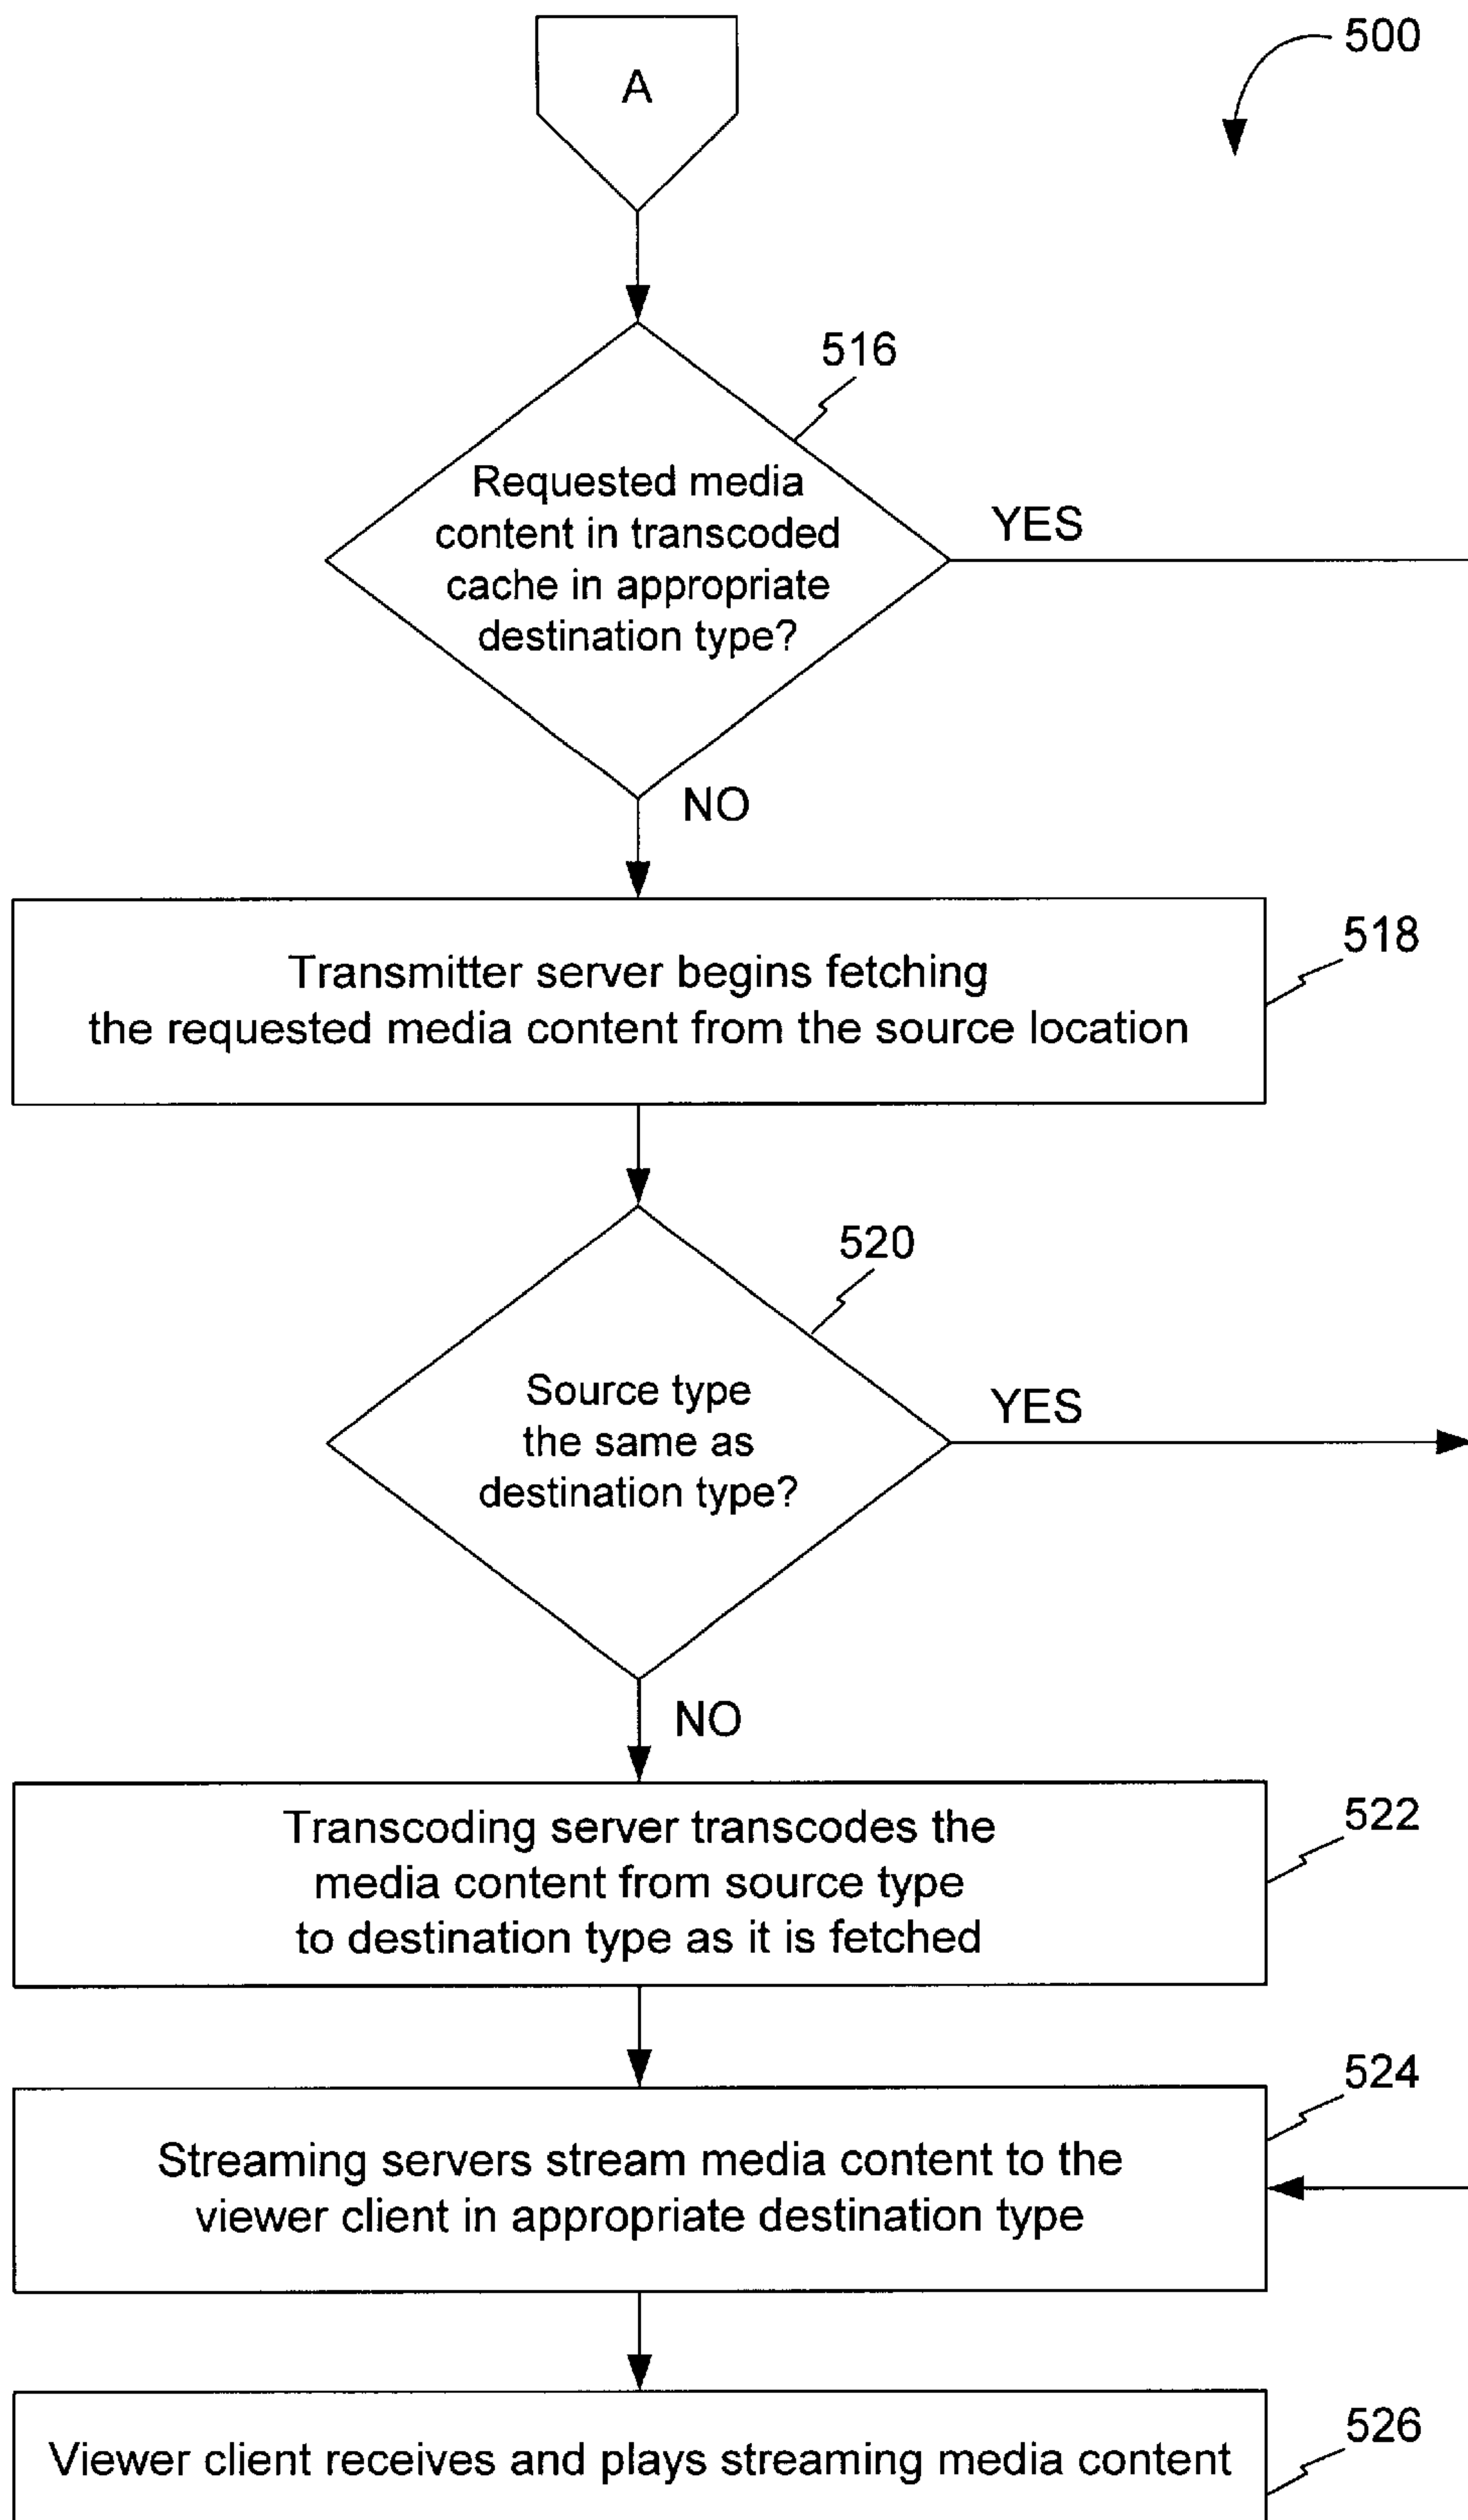 500
A
516
Requested media
content in transcoded
cache in appropriate
destination type?
YES
NO
518
Transmitter server begins fetching
the requested media content from the source location
520
Source type
the same as
destination type?
YES
NO
522
Transcoding server transcodes the
media content from source type
to destination type as it is fetched
524
Streaming servers stream media content to the
viewer client in appropriate destination type
526
Viewer client receives and plays streaming media content